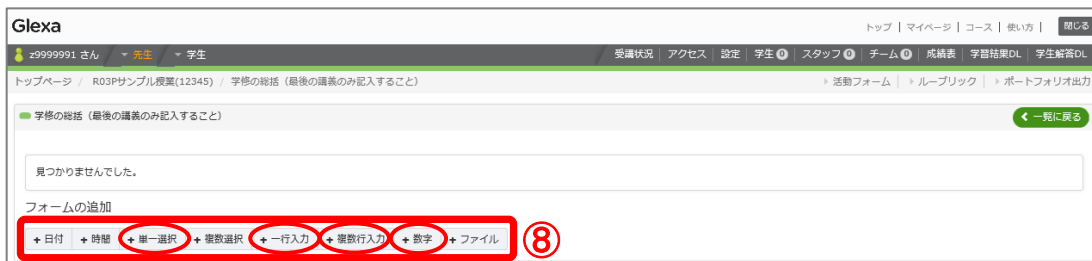 Glexa
トップ | マイページ | コース | 使い方 | 閉じる
z9999991 さん 先生 学生 受講状況 アクセス 設定 学生 0 スタッフ 0 チーム 0 成績表 学習結果DL 学生解答DL
トップページ / R03Pサンプル授業(12345) / 学修の総括（最後の講義のみ記入すること） 活動フォーム ルーブリック ポートフォリオ出力
学修の総括（最後の講義のみ記入すること） 一覧に戻る
見つかりませんでした。
フォームの追加
+ 日付 + 時間 + 単一選択 + 複数選択 + 一行入力 + 複数行入力 + 数字 + ファイル ⑧